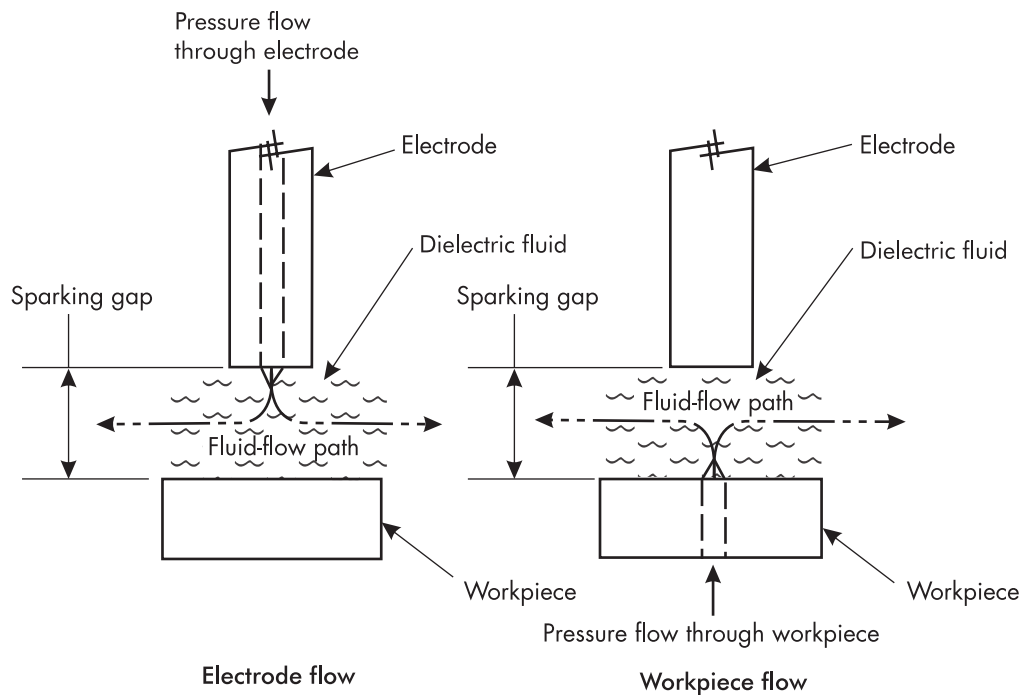 Pressure flow
through electrode
Electrode
Dielectric fluid
Sparking gap
Fluid-flow path
Workpiece
Electrode flow
Electrode
Dielectric fluid
Sparking gap
Fluid-flow path
Workpiece
Pressure flow through workpiece
Workpiece flow